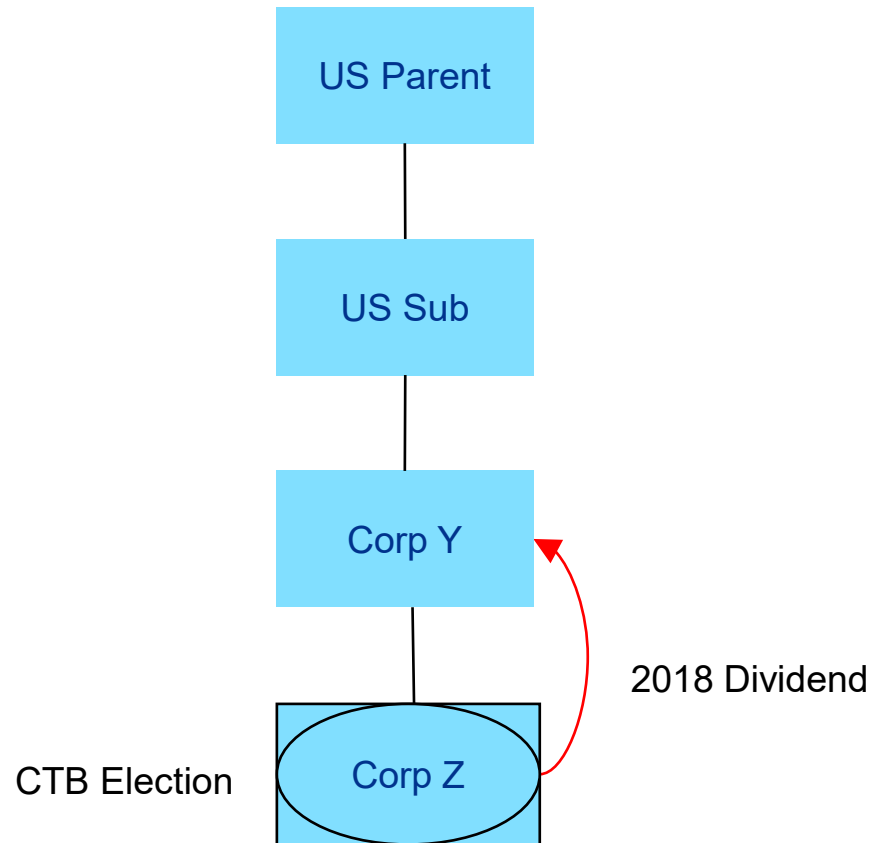 US Parent
US Sub
Corp Y
2018 Dividend
CTB Election
Corp Z